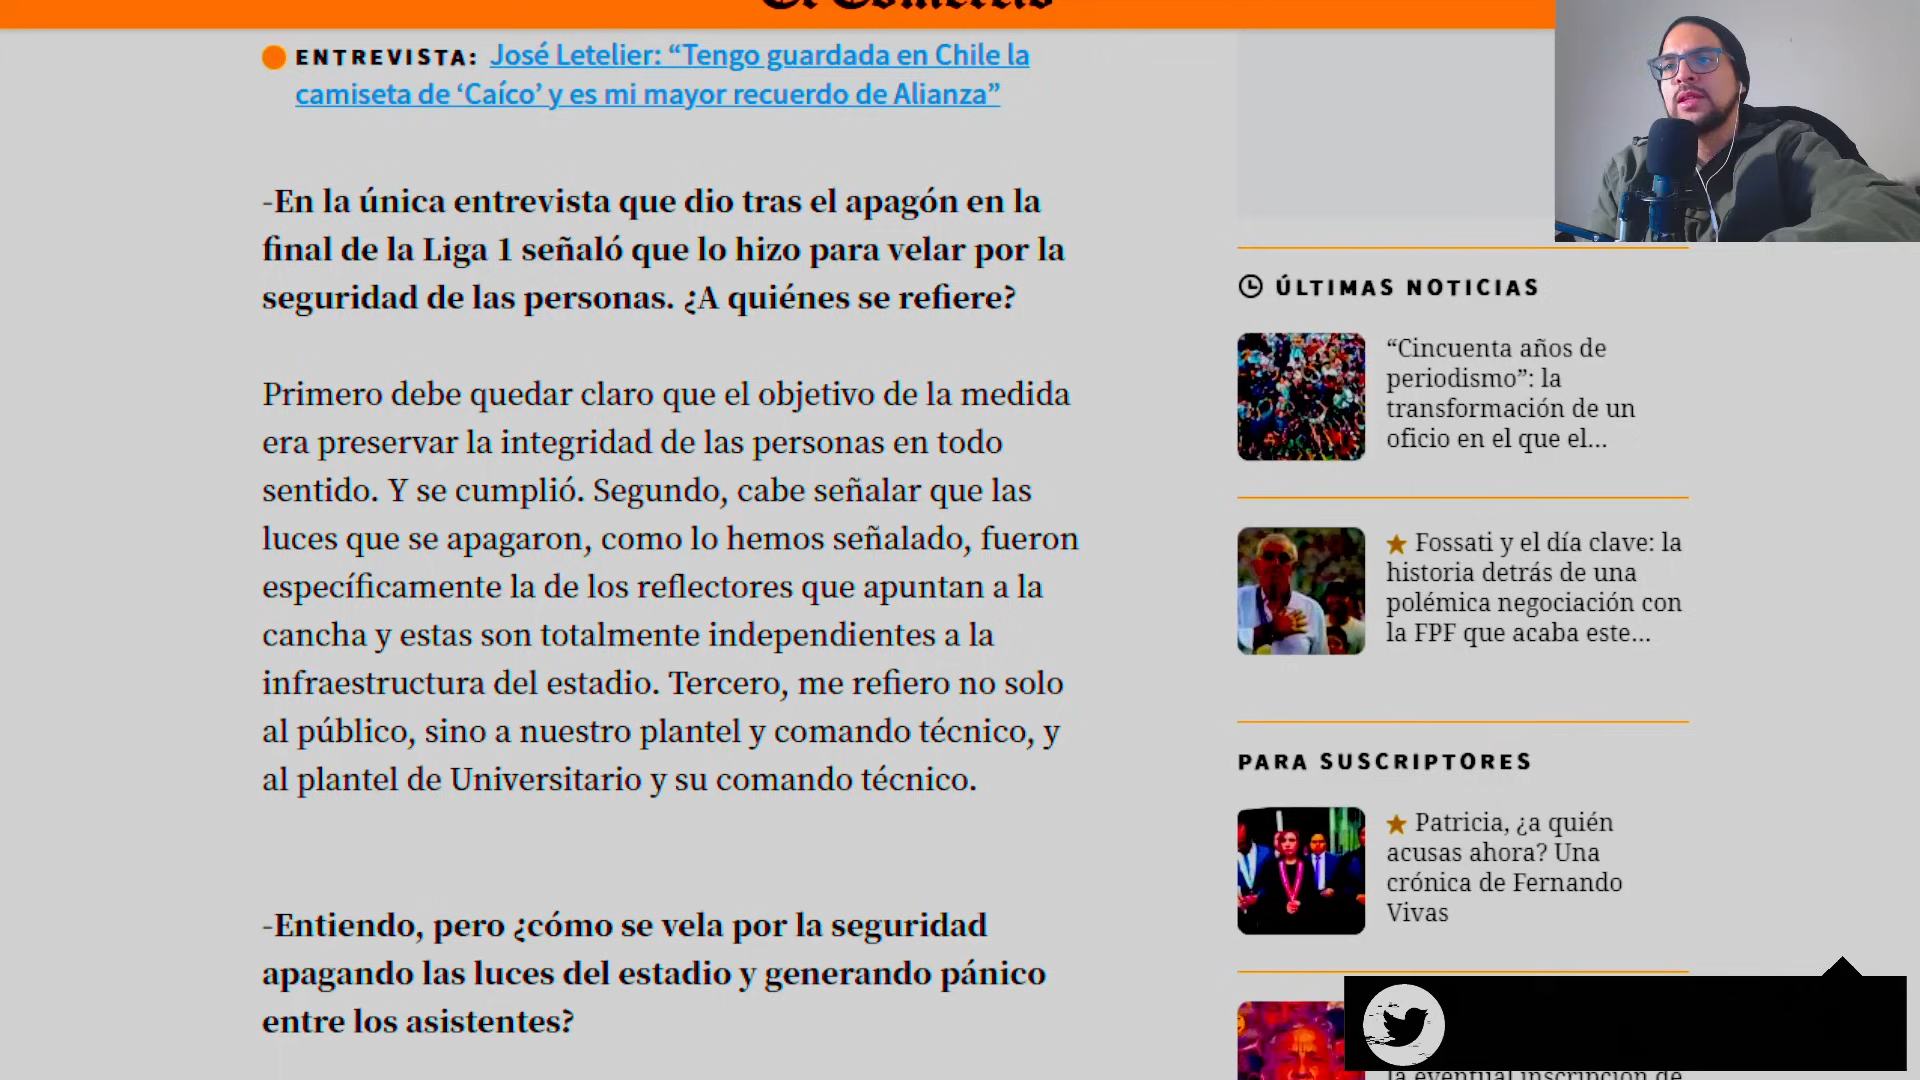 El Comercio
ENTREVISTA: José Letelier: “Tengo guardada en Chile la
camiseta de ‘Caíco’ y es mi mayor recuerdo de Alianza”
-En la única entrevista que dio tras el apagón en la
final de la Liga 1 señaló que lo hizo para velar por la
seguridad de las personas. ¿A quiénes se refiere?
Primero debe quedar claro que el objetivo de la medida
era preservar la integridad de las personas en todo
sentido. Y se cumplió. Segundo, cabe señalar que las
luces que se apagaron, como lo hemos señalado, fueron
específicamente la de los reflectores que apuntan a la
cancha y estas son totalmente independientes a la
infraestructura del estadio. Tercero, me refiero no solo
al público, sino a nuestro plantel y comando técnico, y
al plantel de Universitario y su comando técnico.
-Entiendo, pero ¿cómo se vela por la seguridad
apagando las luces del estadio y generando pánico
entre los asistentes?
ÚLTIMAS NOTICIAS
“Cincuenta años de
periodismo”: la
transformación de un
oficio en el que el...
Fossati y el día clave: la
historia detrás de una
polémica negociación con
la FPF que acaba este...
PARA SUSCRIPTORES
Patricia, ¿a quién
acusas ahora? Una
crónica de Fernando
Vivas
la eventual inscripción de